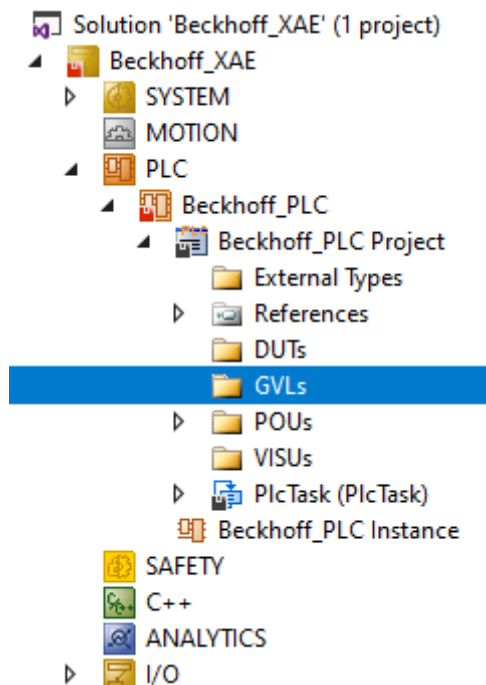 Solution 'Beckhoff_XAE' (1 project)
Beckhoff_XAE
SYSTEM
MOTION
PLC
Beckhoff_PLC
Beckhoff_PLC Project
External Types
References
DUTs
GVLs
POUs
VISUs
PlcTask (PlcTask)
Beckhoff_PLC Instance
SAFETY
C++
ANALYTICS
I/O